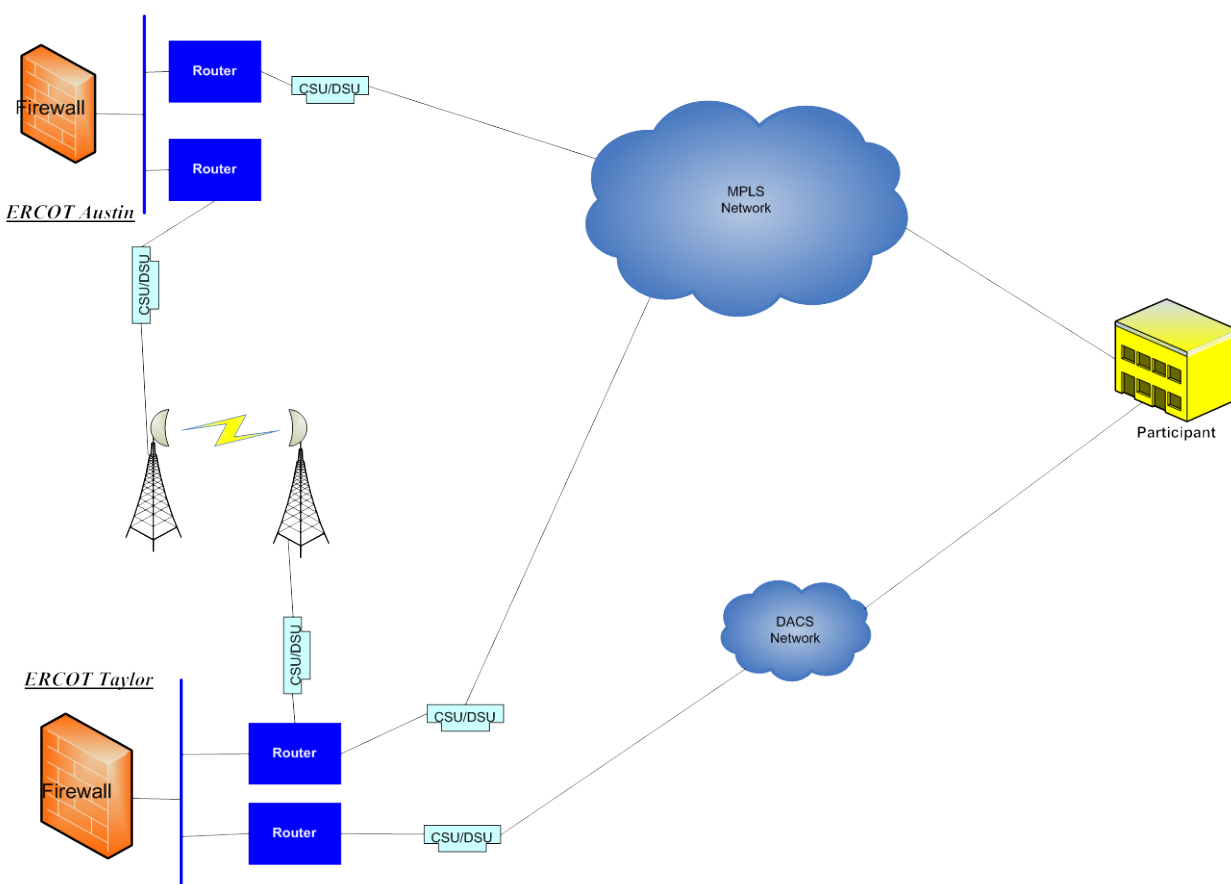 Router
CSU/DSU
Firewall
Router
ERCOT Austin
MPLS
Network
CSU/DSU
Participant
DACS
Network
CSU/DSU
ERCOT Taylor
CSU/DSU
Router
Firewall
Router
CSU/DSU